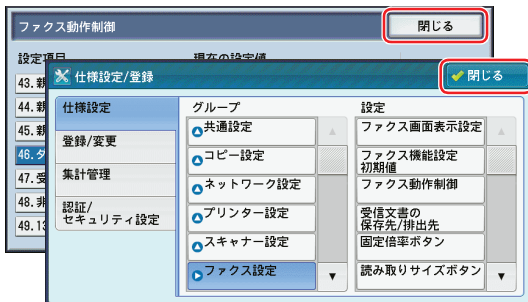 ファクス動作制御
閉じる
設定項目
現在の設定値
43.親
44.親
45.親
46.ダ
47.受
48.非
49.13
仕様設定/登録
閉じる
仕様設定
登録/変更
集計管理
認証/
セキュリティ設定
グループ
共通設定
コピー設定
ネットワーク設定
プリンター設定
スキャナー設定
ファクス設定
設定
ファクス画面表示設定
ファクス機能設定
初期値
ファクス動作制御
受信文書の
保存先/排出先
固定倍率ボタン
読み取りサイズボタン